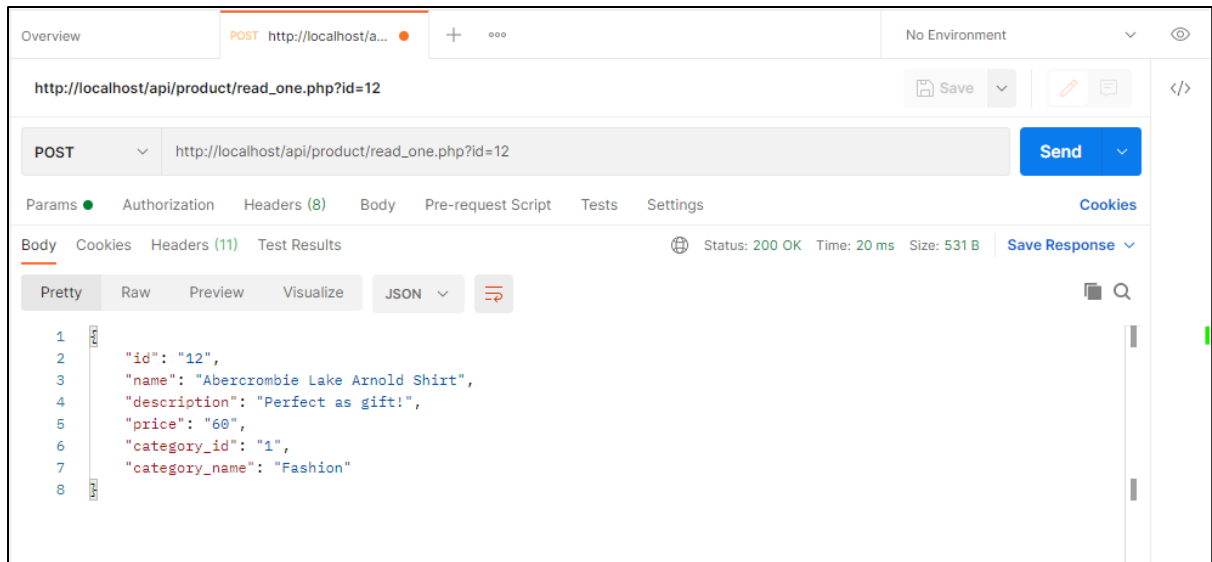 Overview POST http://localhost/a... No Environment
http://localhost/api/product/read_one.php?id=12 Save </>
POST http://localhost/api/product/read_one.php?id=12 Send
Params Authorization Headers (8) Body Pre-request Script Tests Settings Cookies
Body Cookies Headers (11) Test Results Status: 200 OK Time: 20 ms Size: 531 B Save Response
Pretty Raw Preview Visualize JSON
1 {
2 "id": "12",
3 "name": "Abercrombie Lake Arnold Shirt",
4 "description": "Perfect as gift!",
5 "price": "60",
6 "category_id": "1",
7 "category_name": "Fashion"
8 }